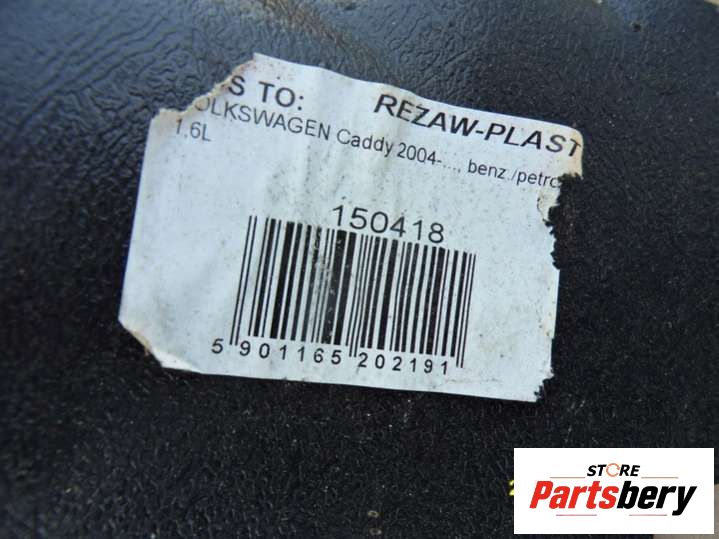 S TO: REZAW-PLAST
OLKSWAGEN Caddy 2004-..., benz./petro
1,6L
150418
5 901165 202191
STORE
Partsbery